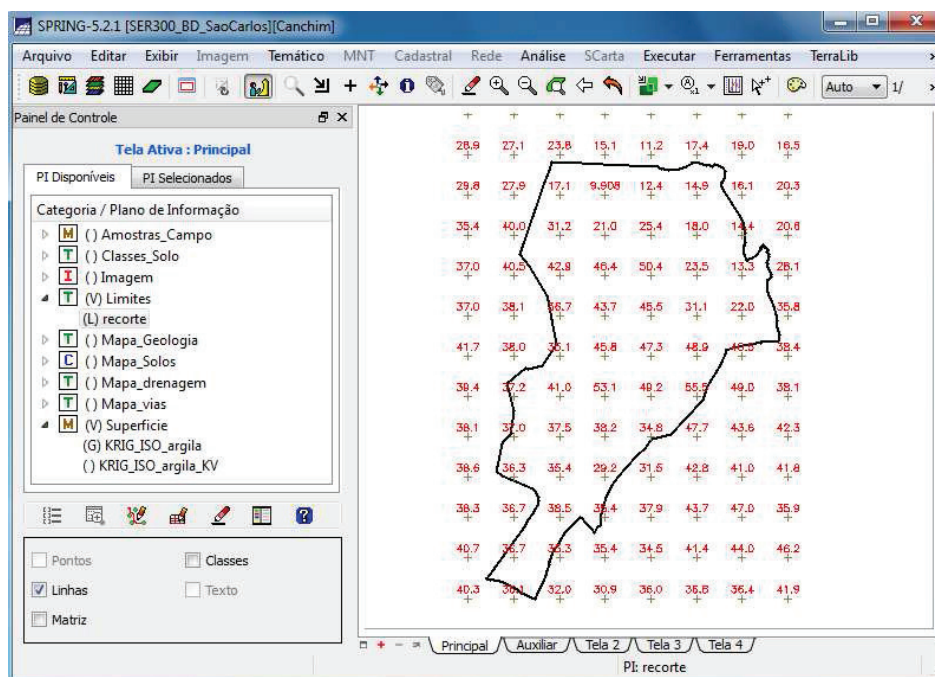 SPRING-5.2.1 [SER300_BD_SaoCarlos][Canchim]
Arquivo Editar Exibir Imagem Temático MNT Cadastral Rede Análise SCarta Executar Ferramentas TerraLib
Auto 1/
Painel de Controle
Tela Ativa : Principal
PI Disponíveis PI Selecionados
Categoria / Plano de Informação
M ( ) Amostras_Campo
T ( ) Classes_Solo
I ( ) Imagem
T (V) Limites
(L) recorte
T ( ) Mapa_Geologia
C ( ) Mapa_Solos
T ( ) Mapa_drenagem
T ( ) Mapa_vias
M (V) Superficie
(G) KRIG_ISO_argila
( ) KRIG_ISO_argila_KV
Pontos Classes
Linhas Texto
Matriz
28.9 27.1 23.8 15.1 11.2 17.4 19.0 16.5
29.8 27.9 17.1 9.908 12.4 14.9 16.1 20.3
35.4 40.0 31.2 21.0 25.4 18.0 14.4 20.6
37.0 40.5 42.9 46.4 50.4 23.5 13.3 28.1
37.0 38.1 43.7 45.5 31.1 22.0 35.8
41.7 38.0 45.8 47.3 48.9 38.4
39.4 37.2 41.0 53.1 49.2 55.5 49.0 38.1
38.1 37.0 37.5 38.2 34.8 47.7 43.6 42.3
38.6 36.3 35.4 29.2 31.5 42.8 41.0 41.8
38.3 36.7 38.5 37.9 43.7 47.0 35.9
40.7 35.4 34.5 41.4 44.0 46.2
40.3 32.0 30.9 36.0 36.8 36.4 41.9
Principal Auxiliar Tela 2 Tela 3 Tela 4
PI: recorte